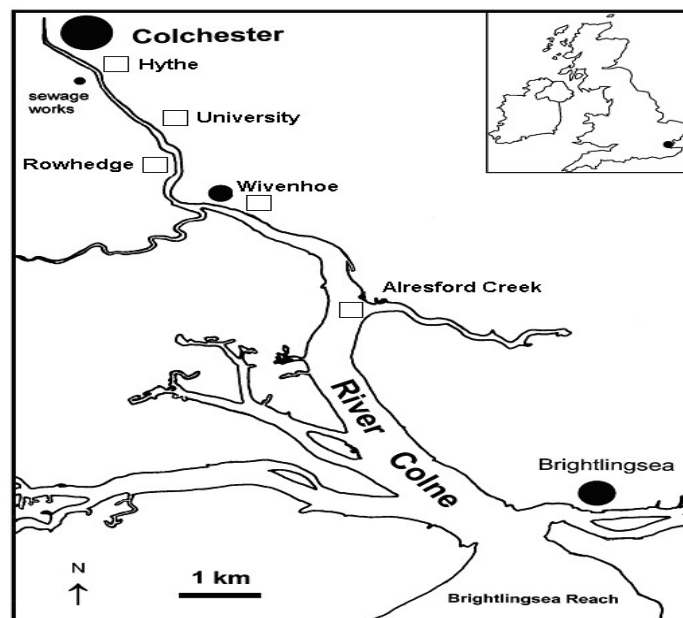 Colchester
Hythe
sewage
works
University
Rowhedge
Wivenhoe
Alresford Creek
River
Colne
Brightlingsea
N
1 km
Brightlingsea Reach